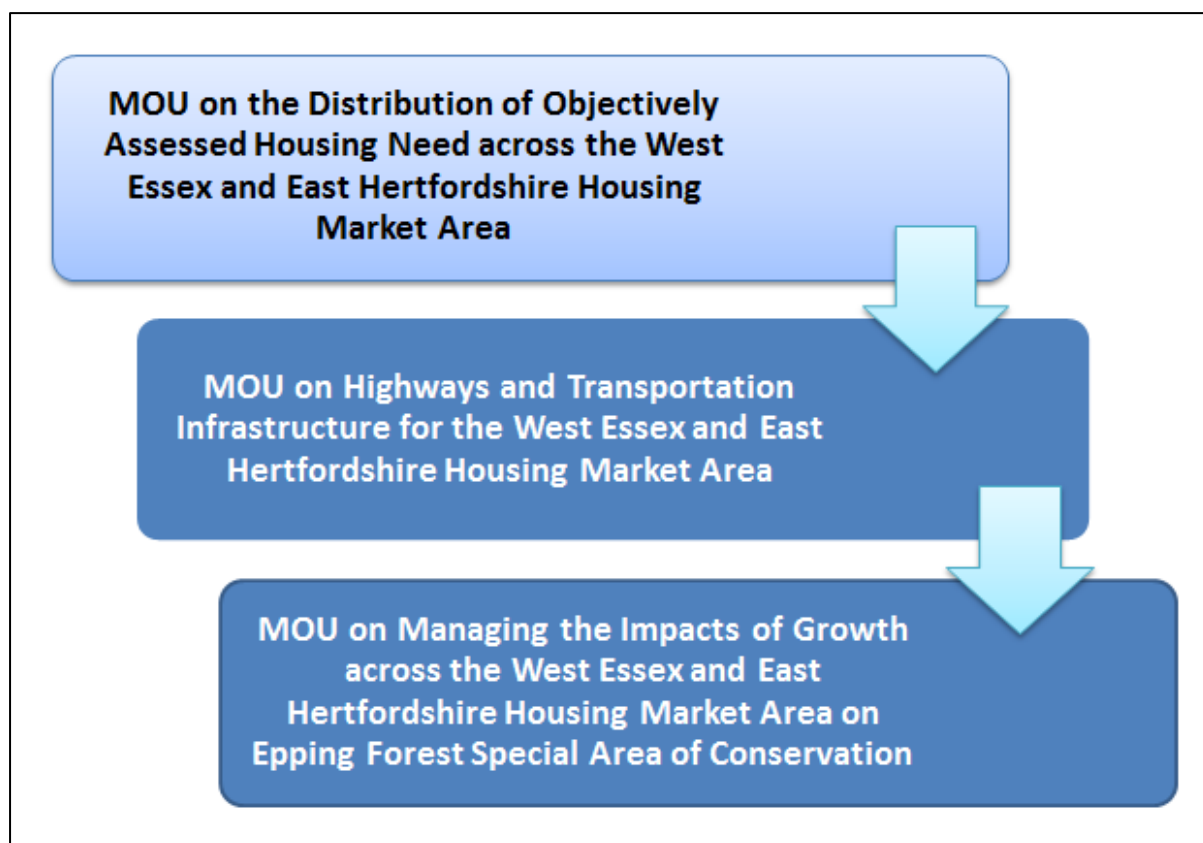 MOU on the Distribution of Objectively
Assessed Housing Need across the West
Essex and East Hertfordshire Housing
Market Area
MOU on Highways and Transportation
Infrastructure for the West Essex and East
Hertfordshire Housing Market Area
MOU on Managing the Impacts of Growth
across the West Essex and East
Hertfordshire Housing Market Area on
Epping Forest Special Area of Conservation